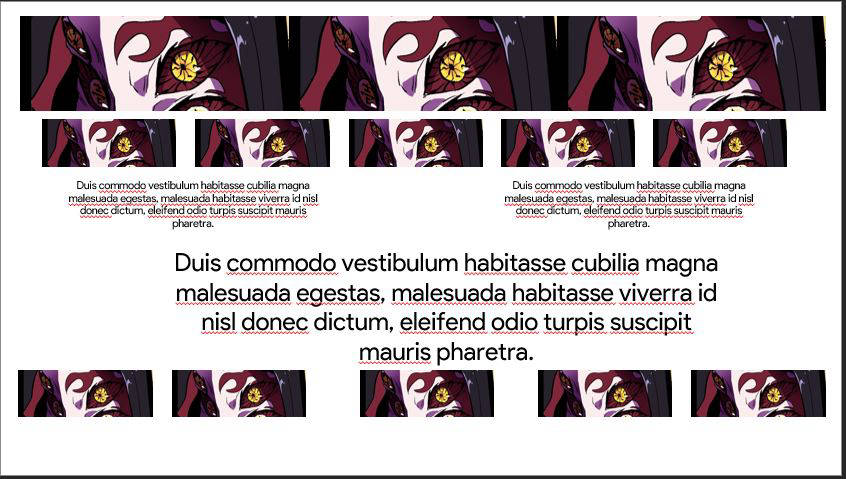 Duis commodo vestibulum habitasse cubilia magna
malesuada egestas, malesuada habitasse viverra id nisl
donec dictum, eleifend odio turpis suscipit mauris
pharetra.
Duis commodo vestibulum habitasse cubilia magna
malesuada egestas, malesuada habitasse viverra id nisl
donec dictum, eleifend odio turpis suscipit mauris
pharetra.
Duis commodo vestibulum habitasse cubilia magna
malesuada egestas, malesuada habitasse viverra id
nisl donec dictum, eleifend odio turpis suscipit
mauris pharetra.